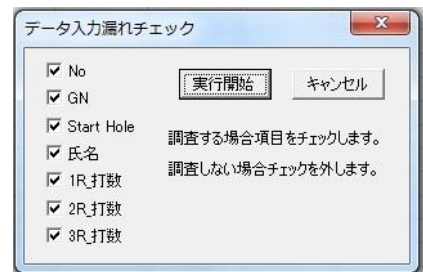 データ入力漏れチェック
No
GN
Start Hole
氏名
1R_打数
2R_打数
3R_打数
実行開始
キャンセル
調査する場合項目をチェックします。
調査しない場合チェックを外します。